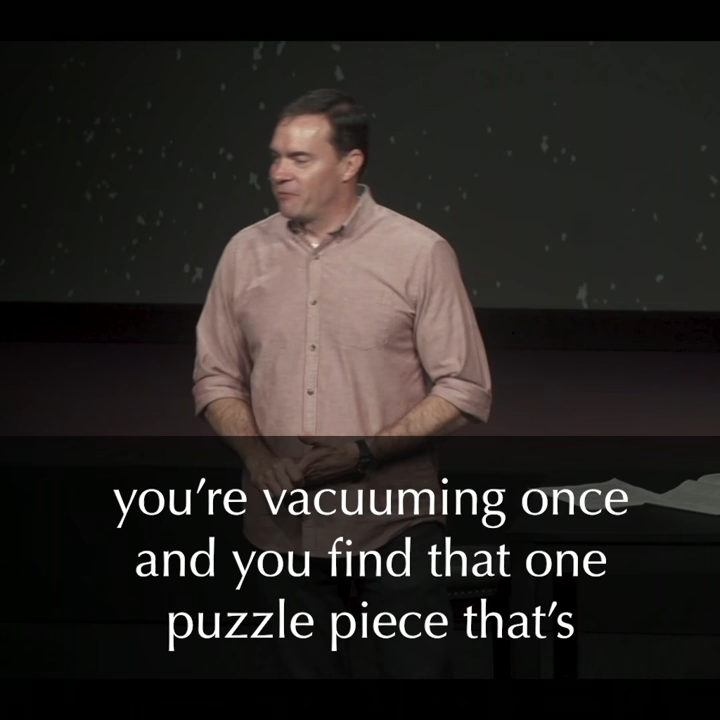 you're vacuuming once
and you find that one
puzzle piece that's